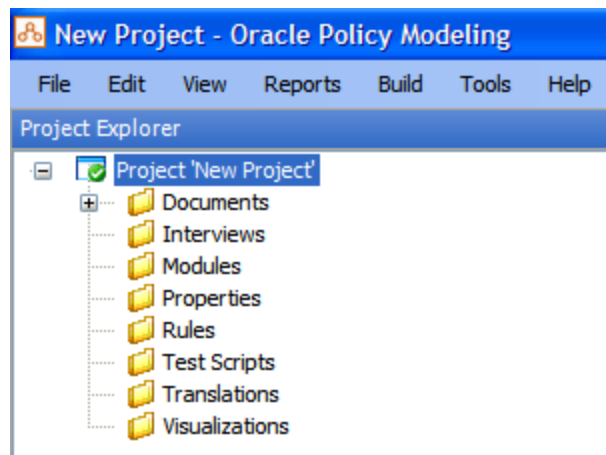 New Project - Oracle Policy Modeling
File Edit View Reports Build Tools Help
Project Explorer
Project 'New Project'
Documents
Interviews
Modules
Properties
Rules
Test Scripts
Translations
Visualizations